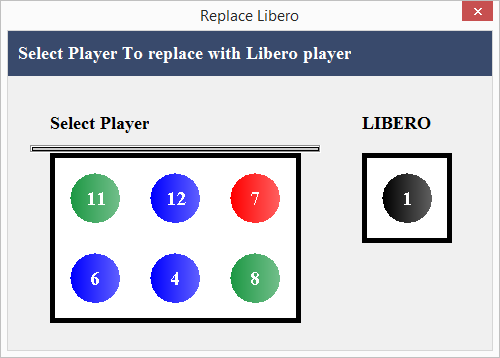 Replace Libero
Select Player To replace with Libero player
Select Player
LIBERO
11 12 7
1
6 4 8